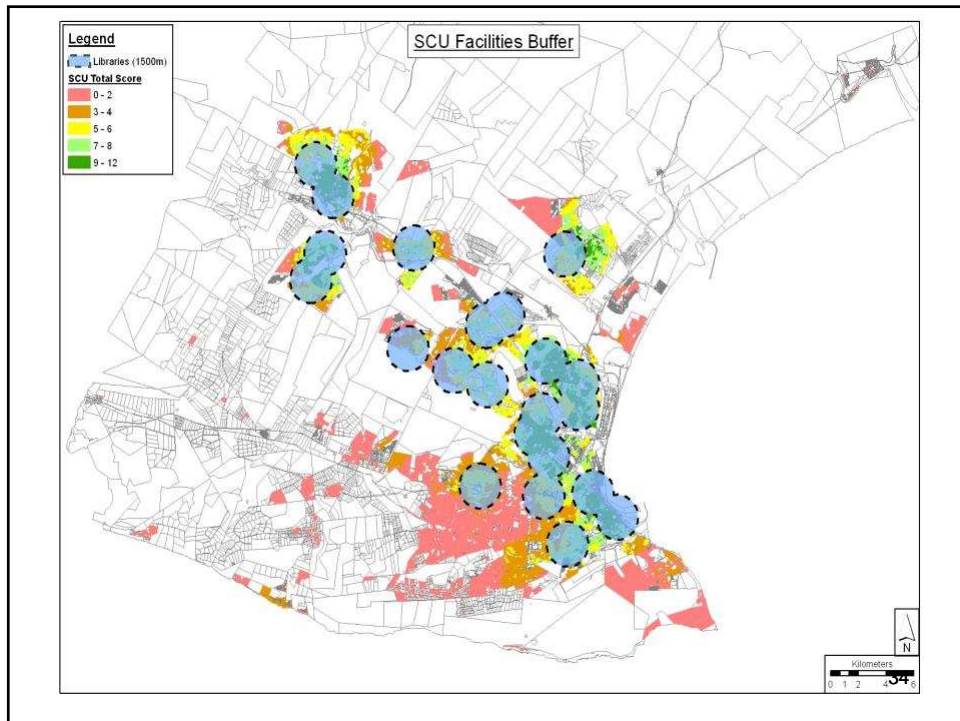 SCU Facilities Buffer
Legend
Libraries (1500m)
SCU Total Score
0 - 2
3 - 4
5 - 6
7 - 8
9 - 12
N
Kilometers
0 1 2 4 6
34